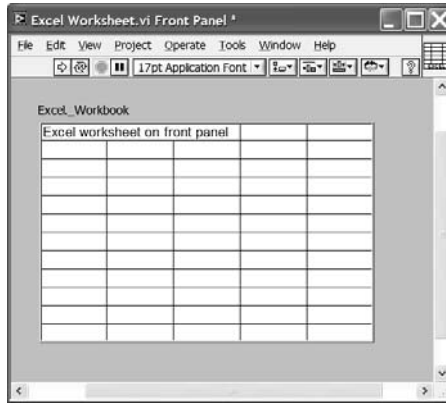 Excel Worksheet.vi Front Panel *
File Edit View Project Operate Tools Window Help
17pt Application Font
Excel_Workbook
Excel worksheet on front panel